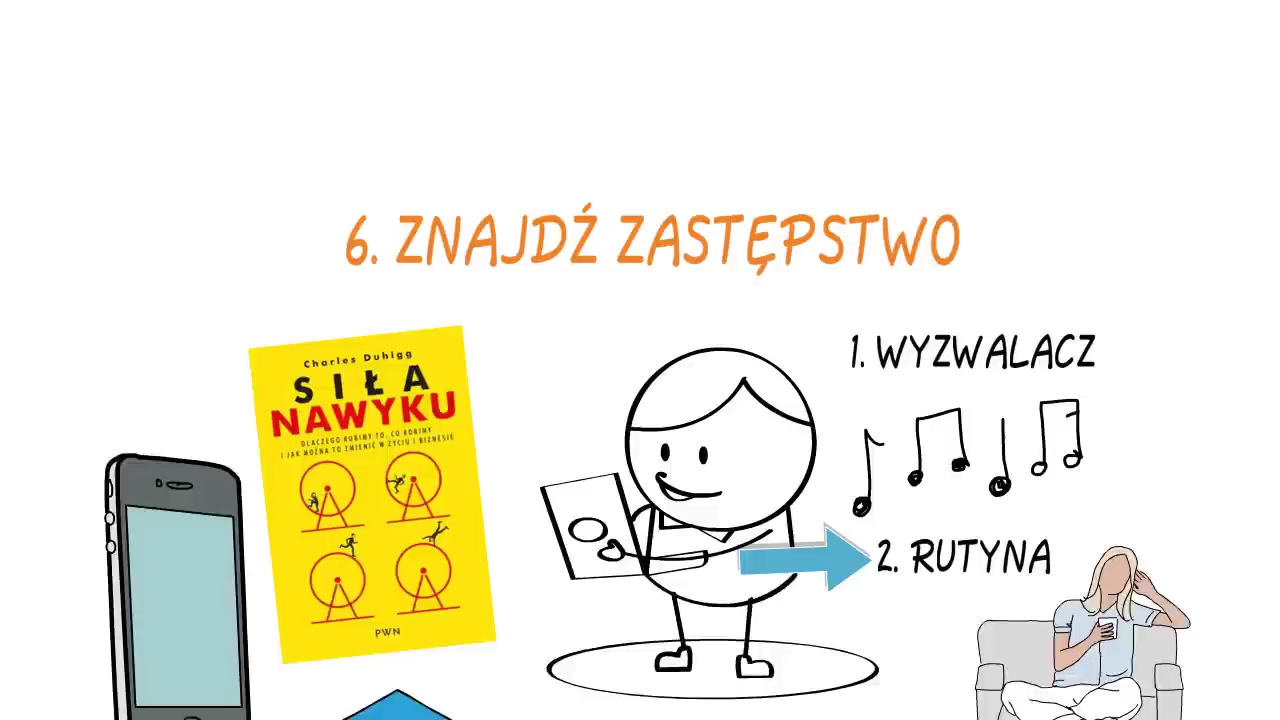 6. ZNAJDŹ ZASTĘPSTWO
Charles Duhigg
SIŁA
NAWYKU
DLACZEGO ROBIMY TO, CO ROBIMY
I JAK MOŻNA TO ZMIENIĆ W ŻYCIU I BIZNESIE
PWN
1. WYZWALACZ
2. RUTYNA